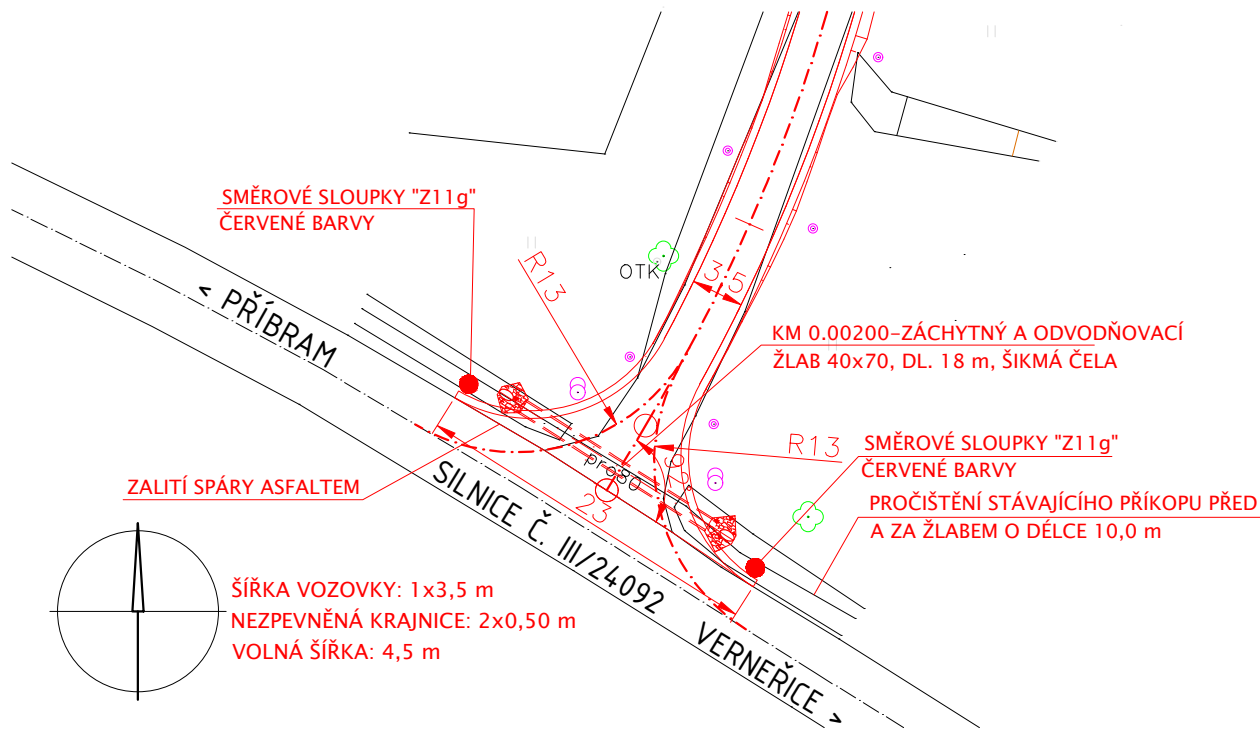 SMĚROVÉ SLOUPKY "Z11g"
ČERVENÉ BARVY
R13
OTK
3.5
< PŘÍBRAM
KM 0.00200-ZÁCHYTNÝ A ODVODŇOVACÍ
ŽLAB 40x70, DL. 18 m, ŠIKMÁ ČELA
R13
SMĚROVÉ SLOUPKY "Z11g"
ČERVENÉ BARVY
pro80
ZALITÍ SPÁRY ASFALTEM
23
PROČIŠTĚNÍ STÁVAJÍCÍHO PŘÍKOPU PŘED
A ZA ŽLABEM O DÉLCE 10,0 m
SILNICE Č. III/24092
VERNEŘICE >
ŠÍŘKA VOZOVKY: 1x3,5 m
NEZPEVNĚNÁ KRAJNICE: 2x0,50 m
VOLNÁ ŠÍŘKA: 4,5 m